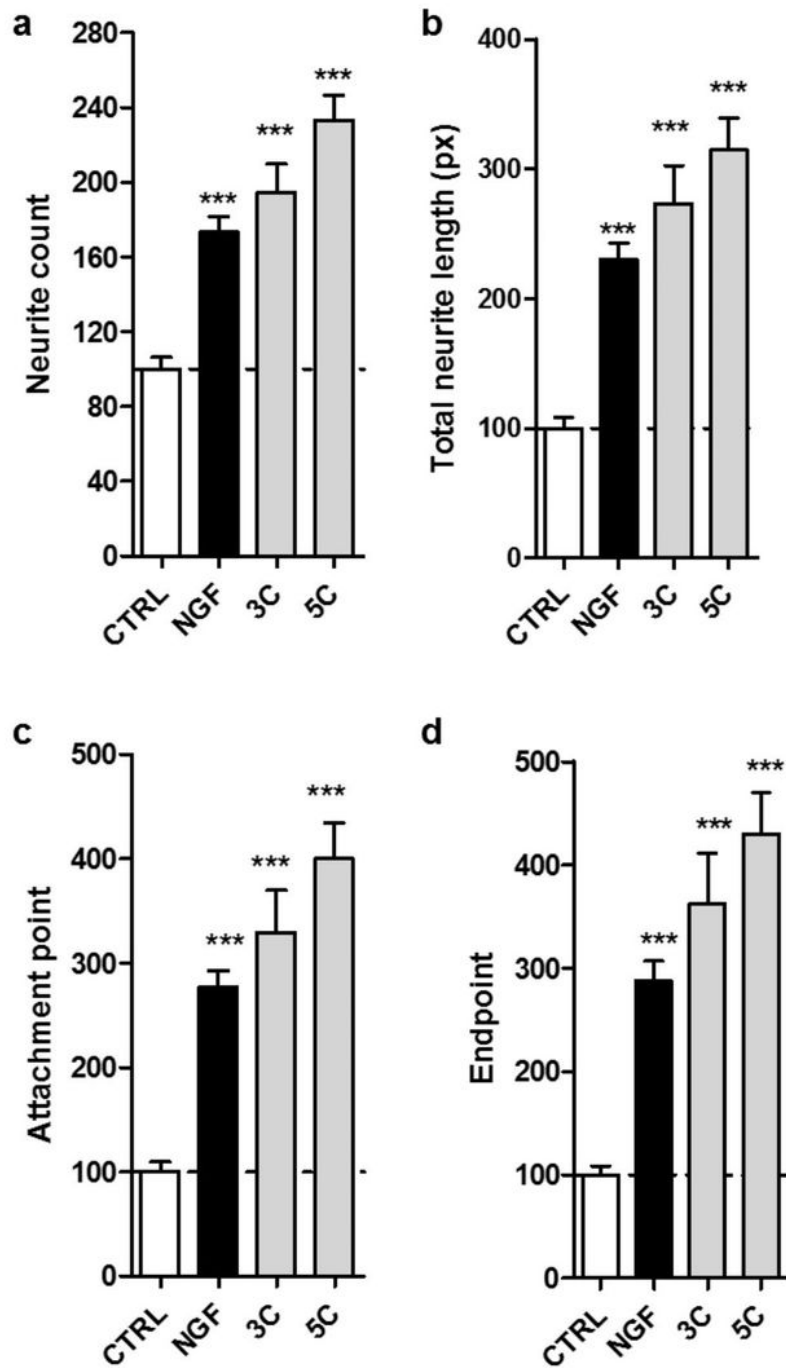 a
280
240
200
160
120
80
40
0
Neurite count
***
***
***
CTRL
NGF
3C
5C
b
400
300
200
100
0
Total neurite length (px)
***
***
***
CTRL
NGF
3C
5C
c
500
400
300
200
100
0
Attachment point
***
***
***
CTRL
NGF
3C
5C
d
500
400
300
200
100
0
Endpoint
***
***
***
CTRL
NGF
3C
5C